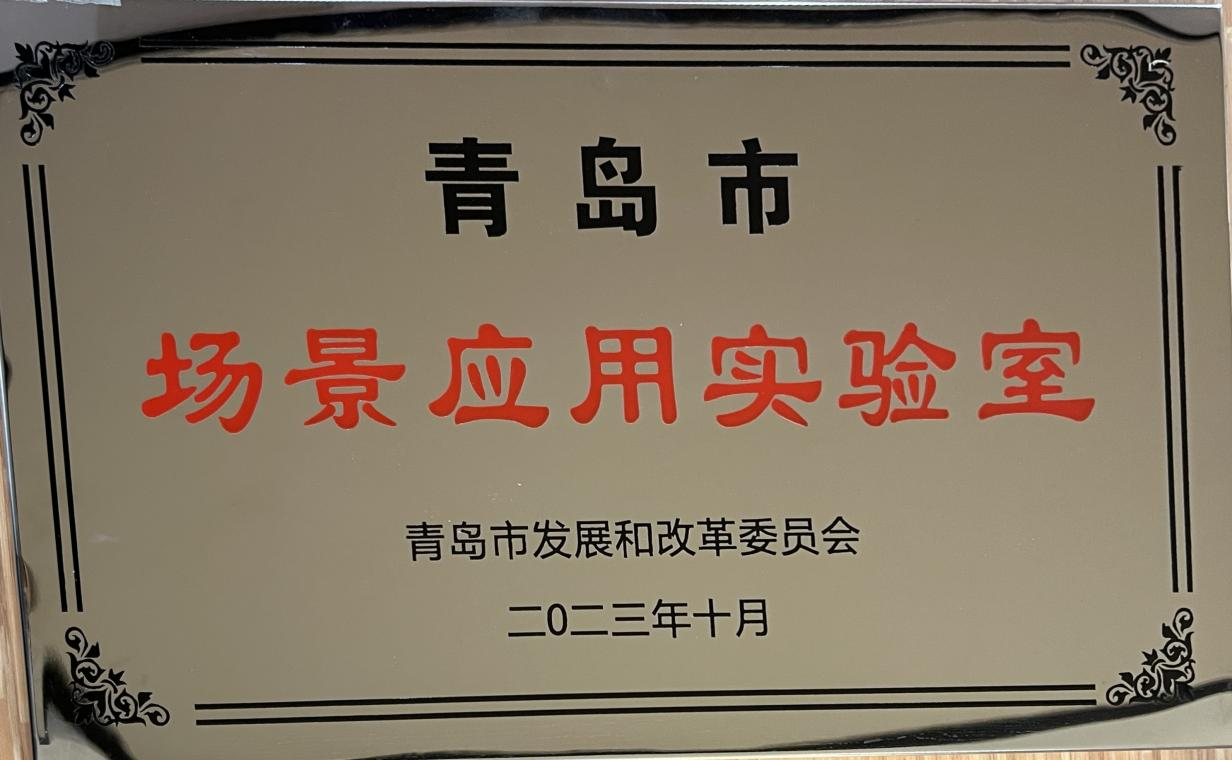 青岛市
场景应用实验室
青岛市发展和改革委员会
二0二三年十月